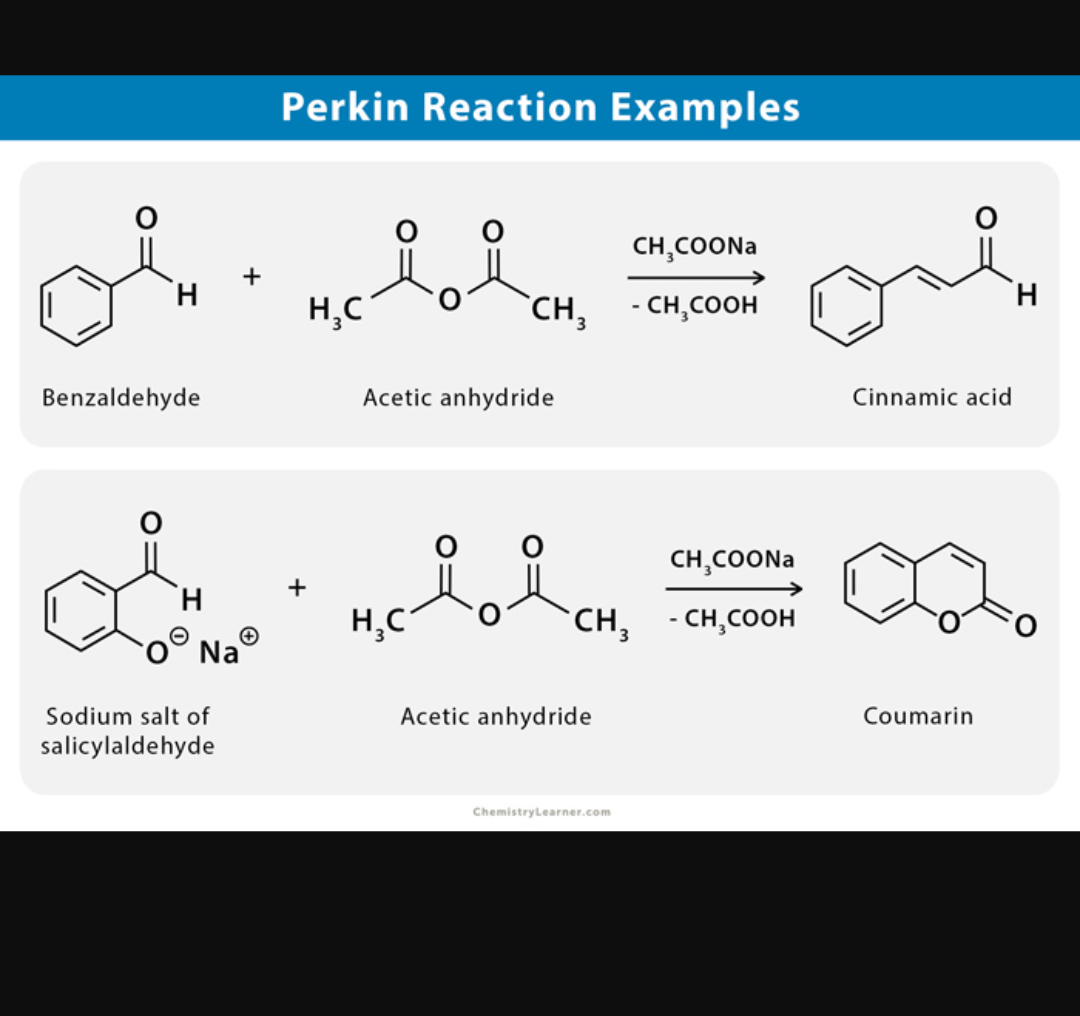 Perkin Reaction Examples
O
H
+
O
O
H₃C
O
CH₃
CH₃COONa
- CH₃COOH
O
H
Benzaldehyde
Acetic anhydride
Cinnamic acid
O
H
O⊖ Na⊕
+
O
O
H₃C
O
CH₃
CH₃COONa
- CH₃COOH
O
O
Sodium salt of
salicylaldehyde
Acetic anhydride
Coumarin
ChemistryLearner.com